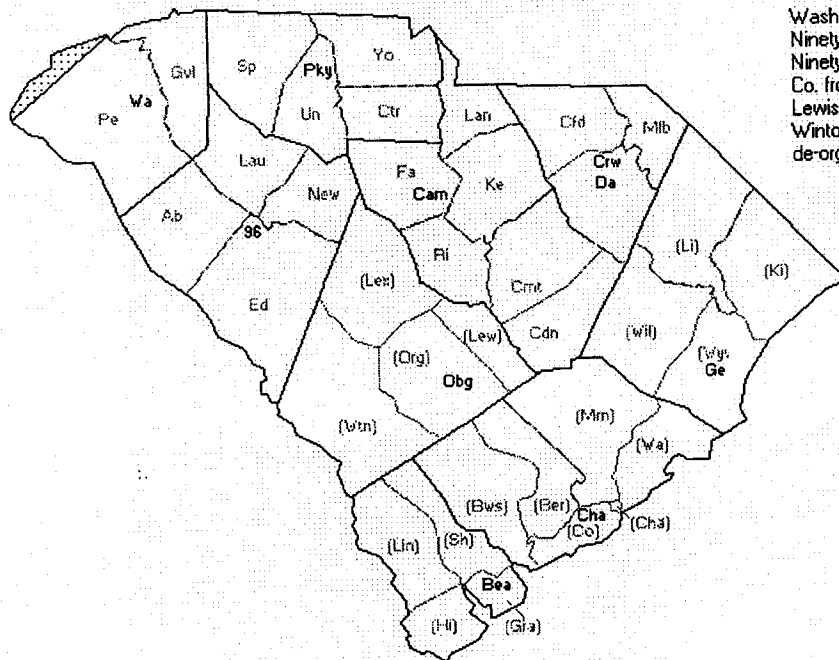 Wash
Ninety
Ninety
Co. fro
Lewis
Winto
de-org
Yo
Gvl
Sp
Pky
Wa
Pe
Un
Ctr
Lan
Cfd
Mlb
Lau
Fa
Crw
New
Cam
Ke
Da
Ab
96
Ri
(Li)
(Ki)
(Lex)
Ed
Cmt
(Lew)
Cdn
(Wil)
(Org)
(Wy)
Ge
Obg
(Mrn)
(Wtn)
(Wa)
(Bws)
(Ber)
Cha
(Cha)
(Co)
(Lin)
(Sh)
Bea
(Hi)
(Gra)